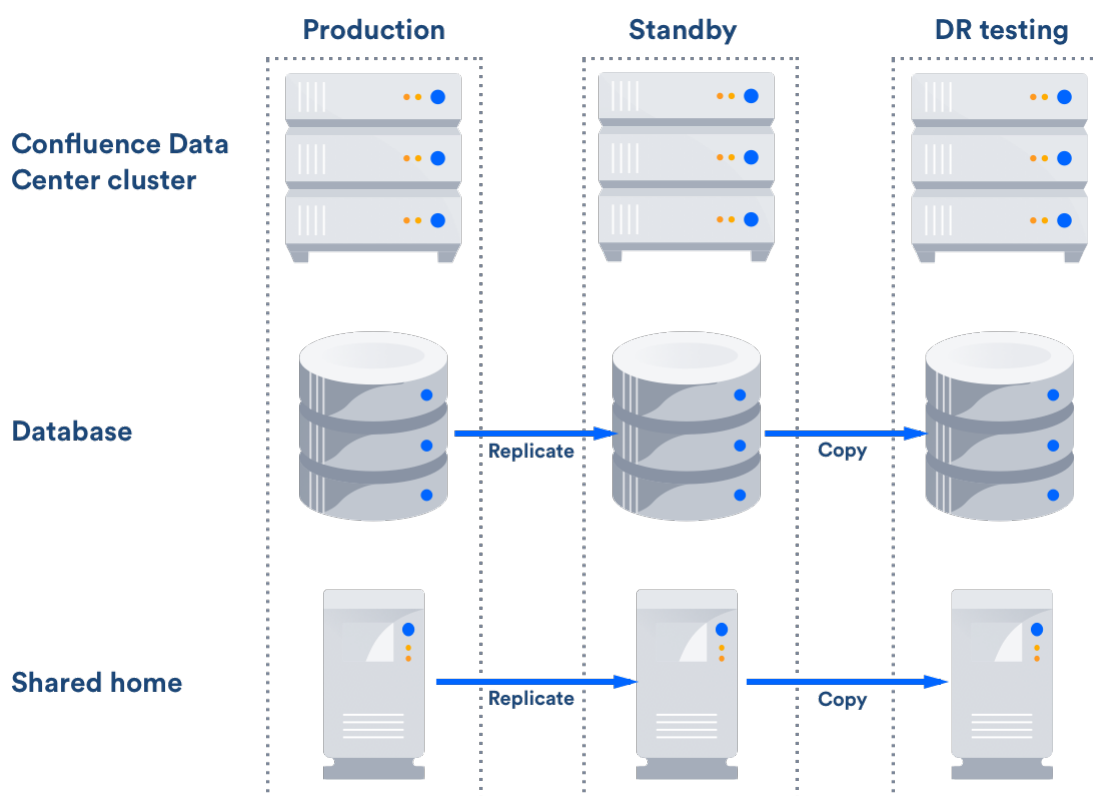 Production
Standby
DR testing
Confluence Data
Center cluster
Database
Replicate
Copy
Shared home
Replicate
Copy